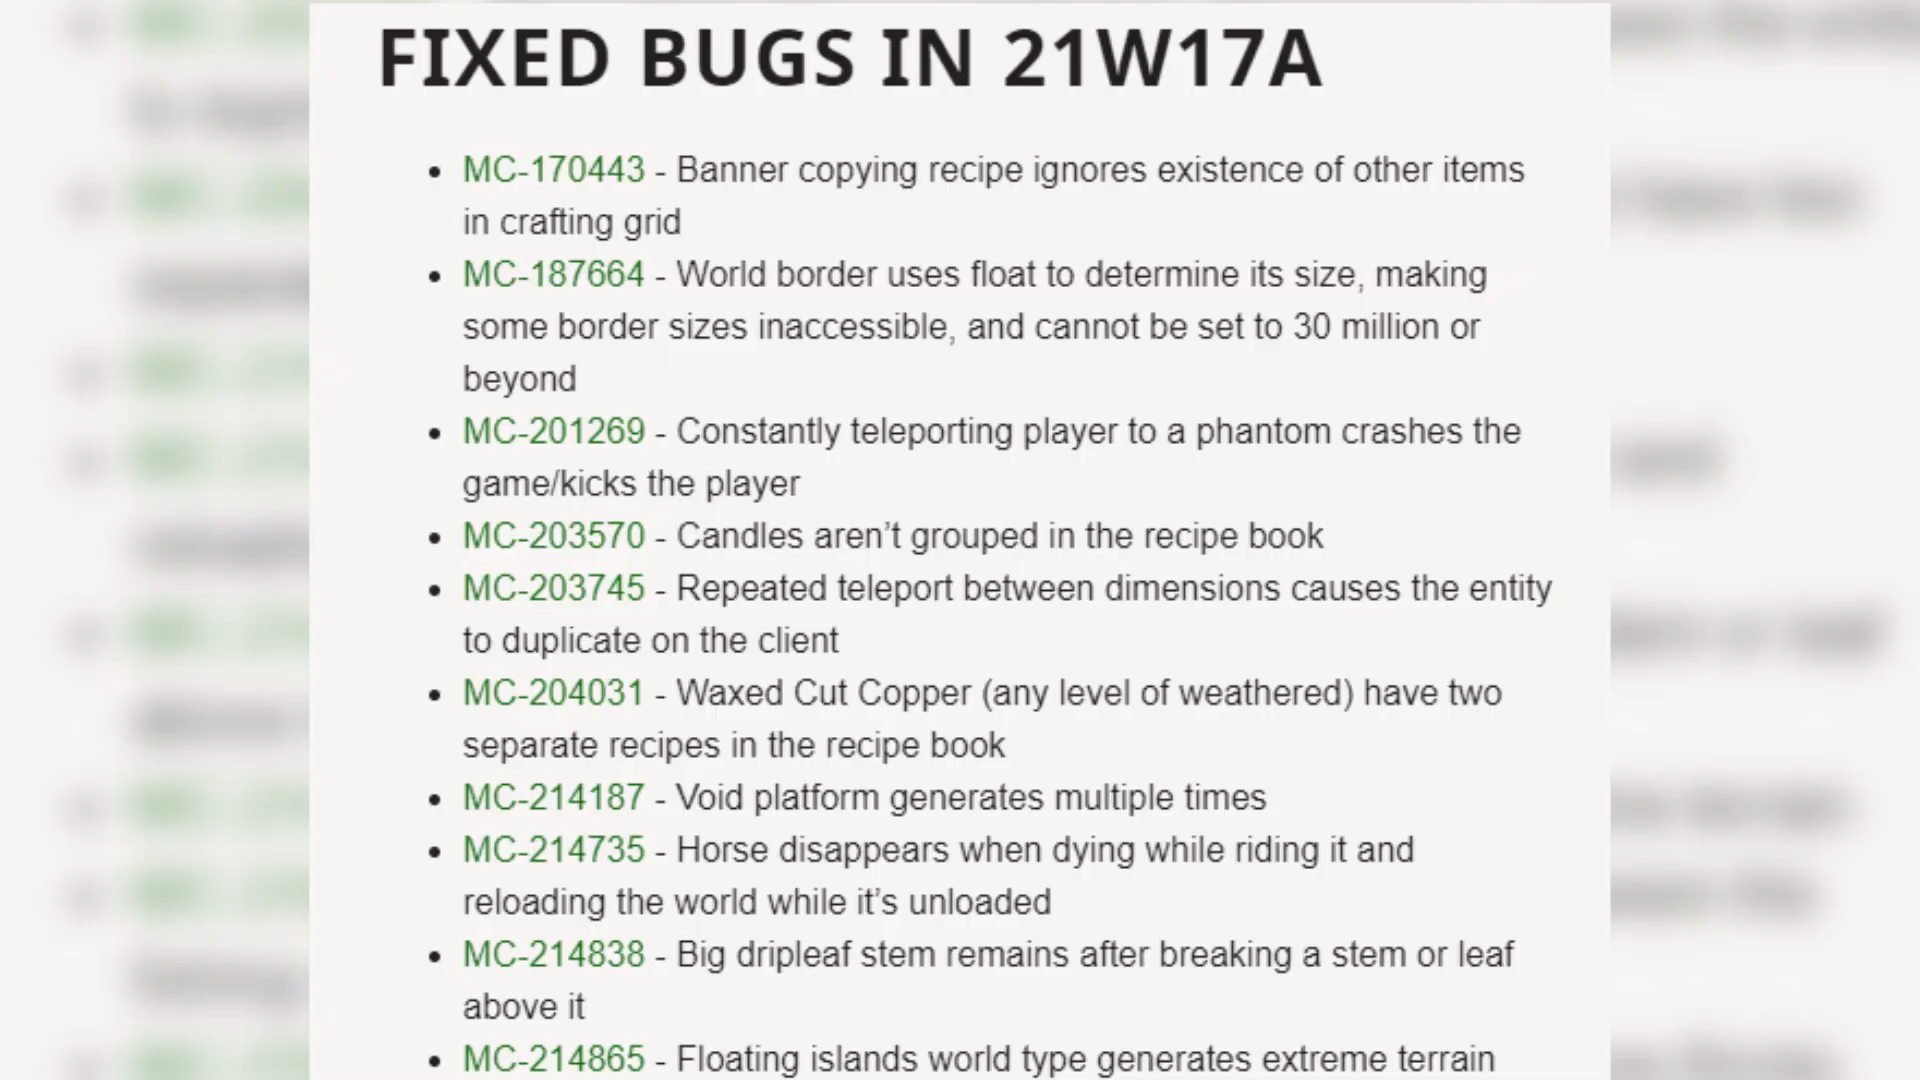 FIXED BUGS IN 21W17A
• MC-170443 - Banner copying recipe ignores existence of other items
in crafting grid
• MC-187664 - World border uses float to determine its size, making
some border sizes inaccessible, and cannot be set to 30 million or
beyond
• MC-201269 - Constantly teleporting player to a phantom crashes the
game/kicks the player
• MC-203570 - Candles aren’t grouped in the recipe book
• MC-203745 - Repeated teleport between dimensions causes the entity
to duplicate on the client
• MC-204031 - Waxed Cut Copper (any level of weathered) have two
separate recipes in the recipe book
• MC-214187 - Void platform generates multiple times
• MC-214735 - Horse disappears when dying while riding it and
reloading the world while it’s unloaded
• MC-214838 - Big dripleaf stem remains after breaking a stem or leaf
above it
• MC-214865 - Floating islands world type generates extreme terrain